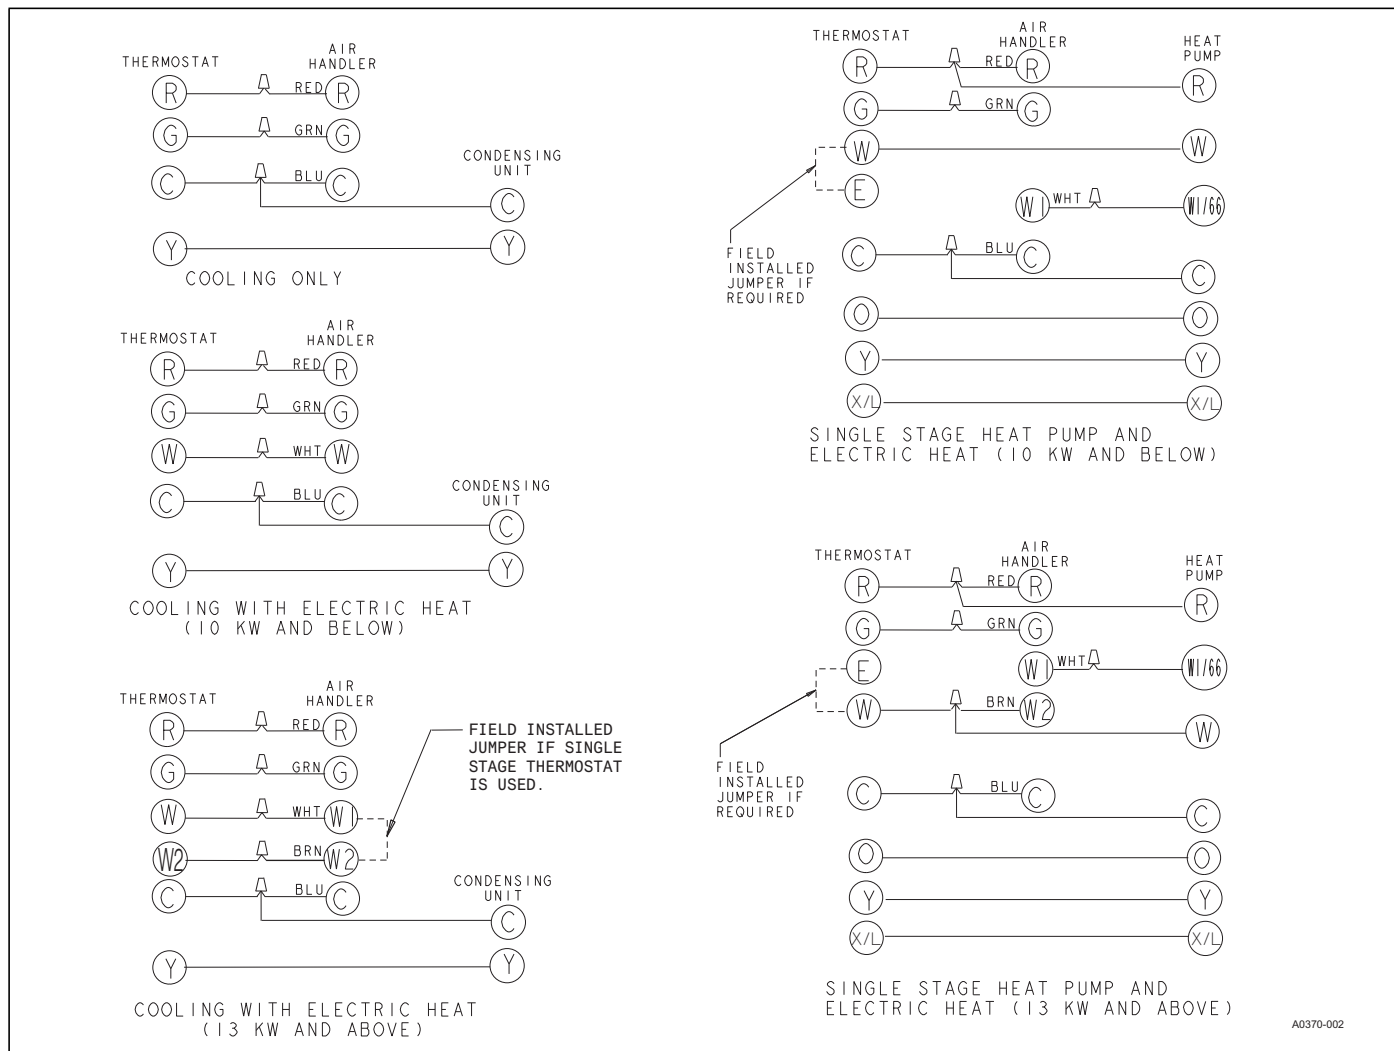 THERMOSTAT
AIR
HANDLER
R
RED
R
G
GRN
G
C
BLU
C
CONDENSING
UNIT
C
Y
Y
COOLING ONLY
THERMOSTAT
AIR
HANDLER
R
RED
R
G
GRN
G
W
WHT
W
C
BLU
C
CONDENSING
UNIT
C
Y
Y
COOLING WITH ELECTRIC HEAT
(10 KW AND BELOW)
THERMOSTAT
AIR
HANDLER
R
RED
R
G
GRN
G
W
WHT
W1
W2
BRN
W2
C
BLU
C
FIELD INSTALLED
JUMPER IF SINGLE
STAGE THERMOSTAT
IS USED.
CONDENSING
UNIT
C
Y
Y
COOLING WITH ELECTRIC HEAT
(13 KW AND ABOVE)
THERMOSTAT
AIR
HANDLER
HEAT
PUMP
R
RED
R
R
G
GRN
G
W
W
E
W1
WHT
W1/66
FIELD
INSTALLED
JUMPER IF
REQUIRED
C
BLU
C
C
O
O
Y
Y
X/L
X/L
SINGLE STAGE HEAT PUMP AND
ELECTRIC HEAT (10 KW AND BELOW)
THERMOSTAT
AIR
HANDLER
HEAT
PUMP
R
RED
R
R
G
GRN
G
E
W1
WHT
W1/66
W
BRN
W2
W
FIELD
INSTALLED
JUMPER IF
REQUIRED
C
BLU
C
C
O
O
Y
Y
X/L
X/L
SINGLE STAGE HEAT PUMP AND
ELECTRIC HEAT (13 KW AND ABOVE)
A0370-002